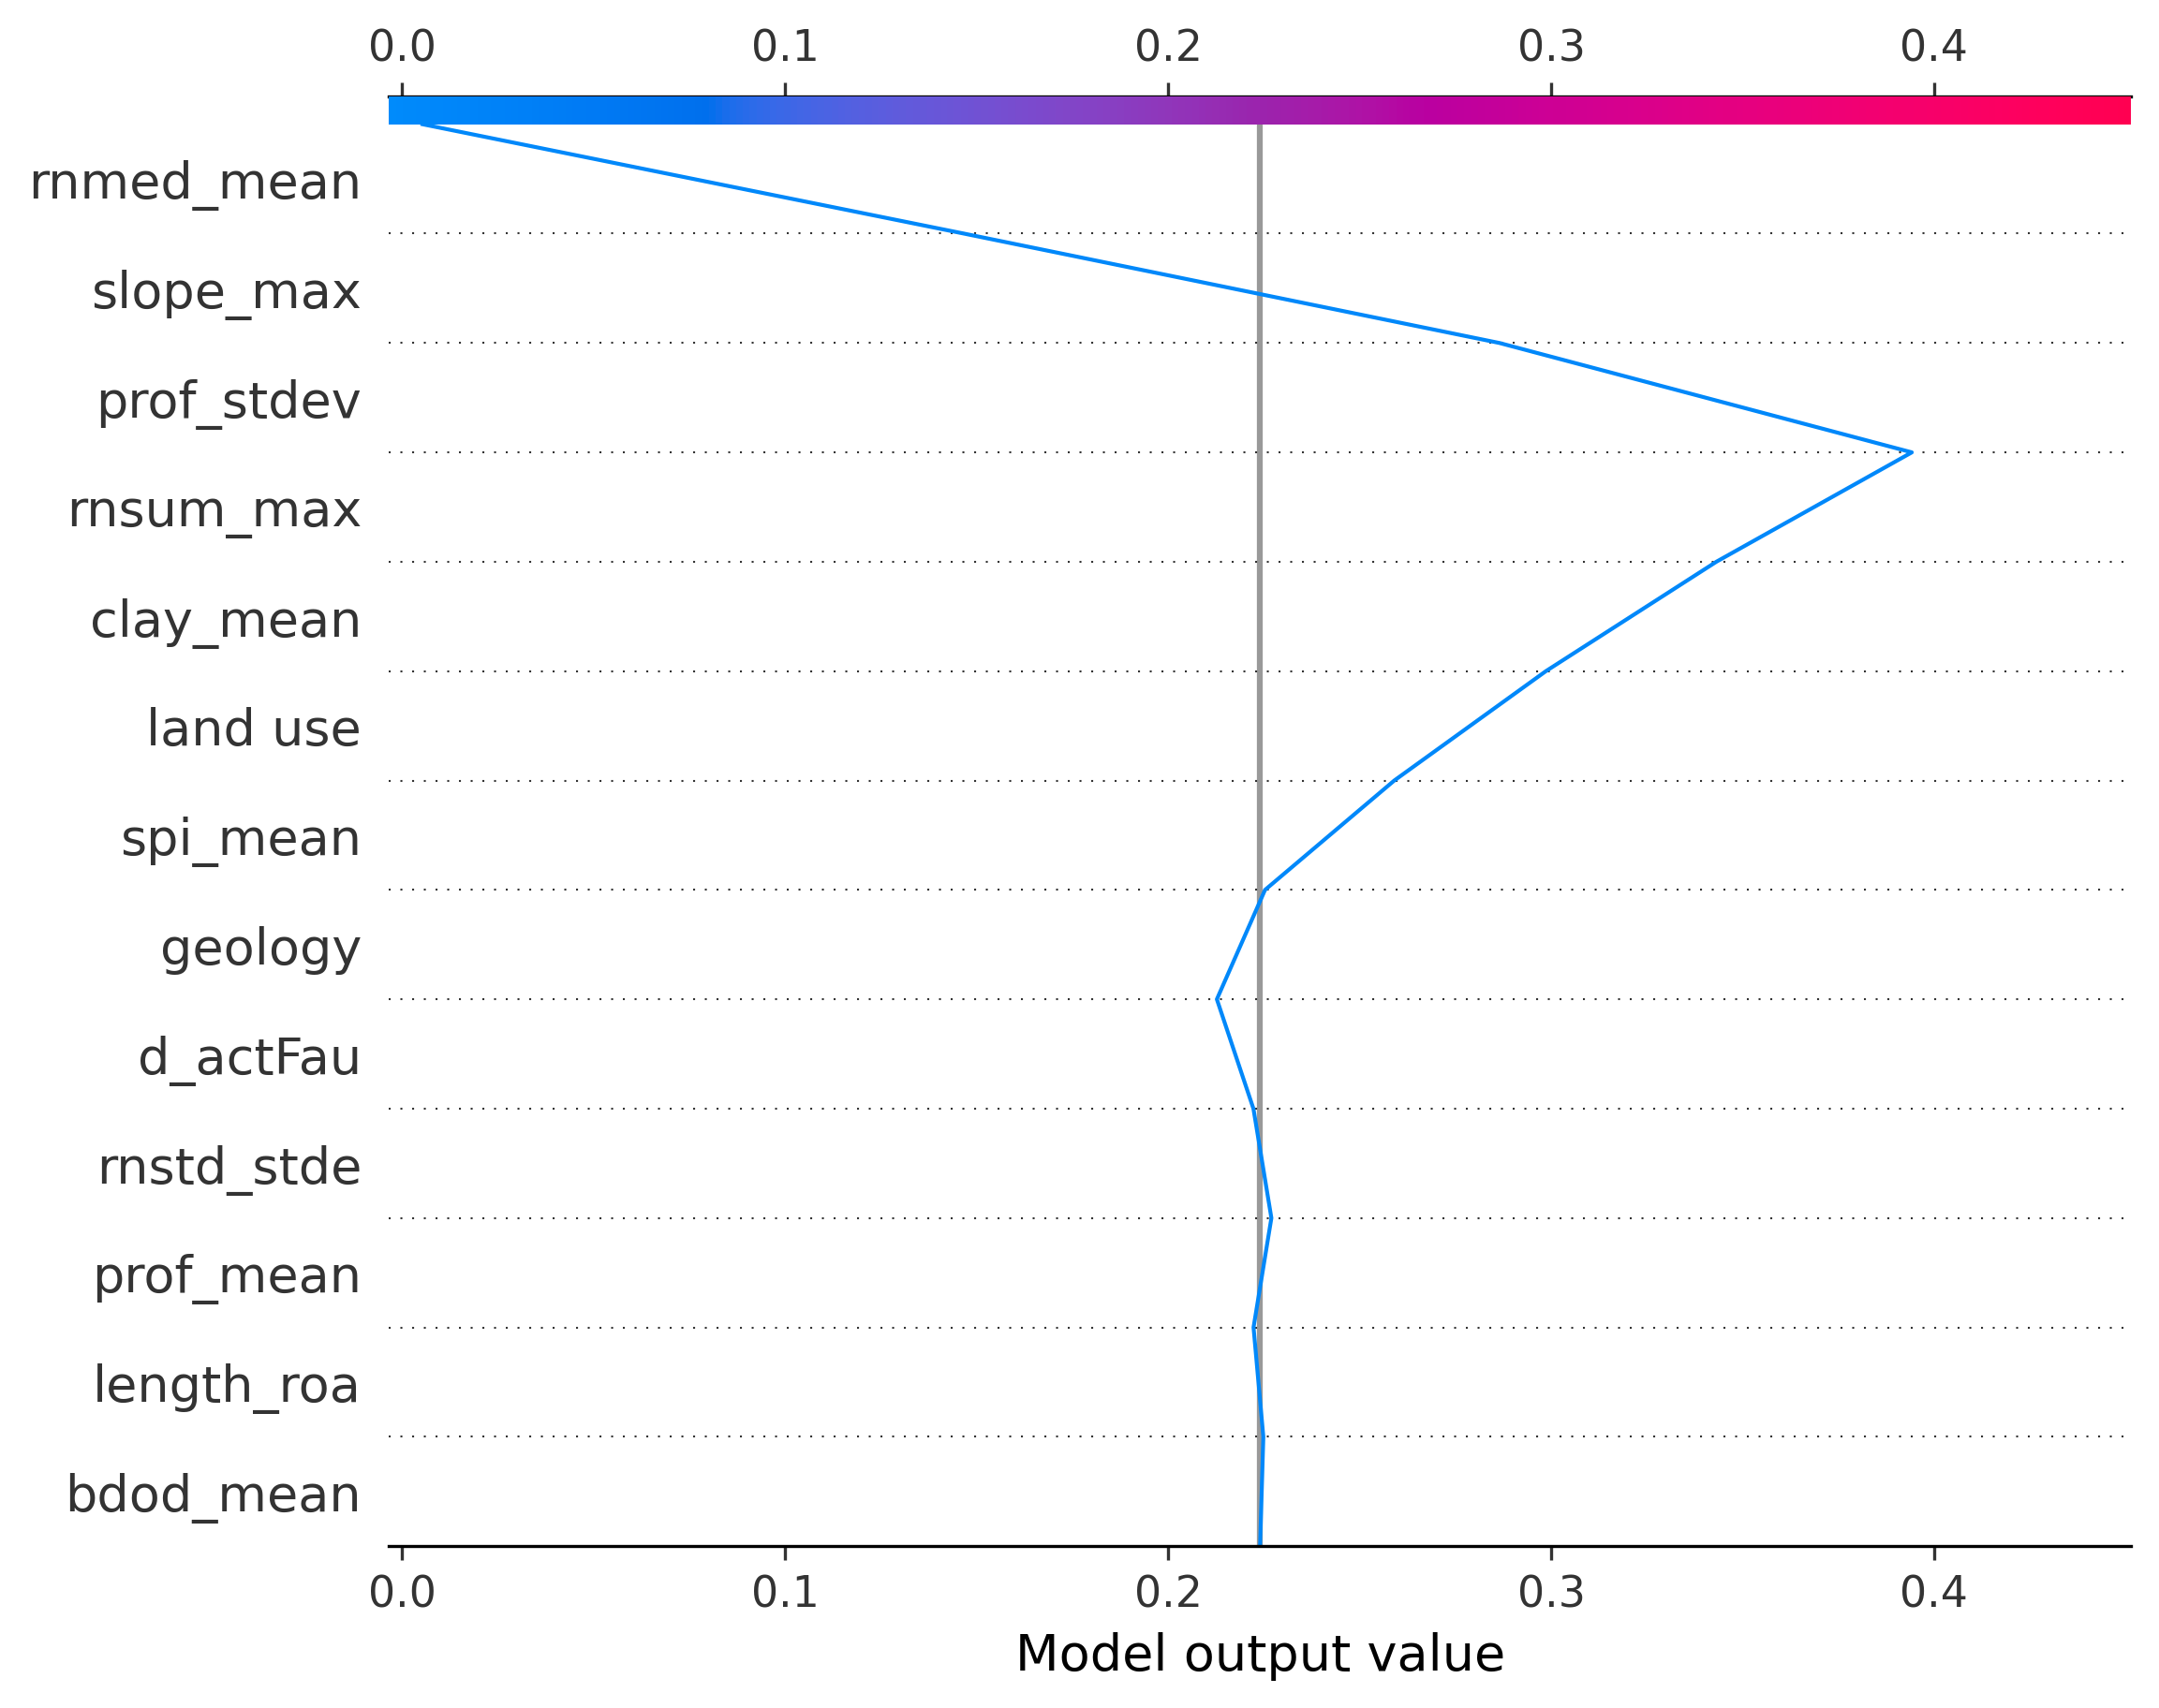 0.0 0.1 0.2 0.3 0.4
rnmed_mean
slope_max
prof_stdev
rnsum_max
clay_mean
land use
spi_mean
geology
d_actFau
rnstd_stde
prof_mean
length_roa
bdod_mean
0.0 0.1 0.2 0.3 0.4
Model output value